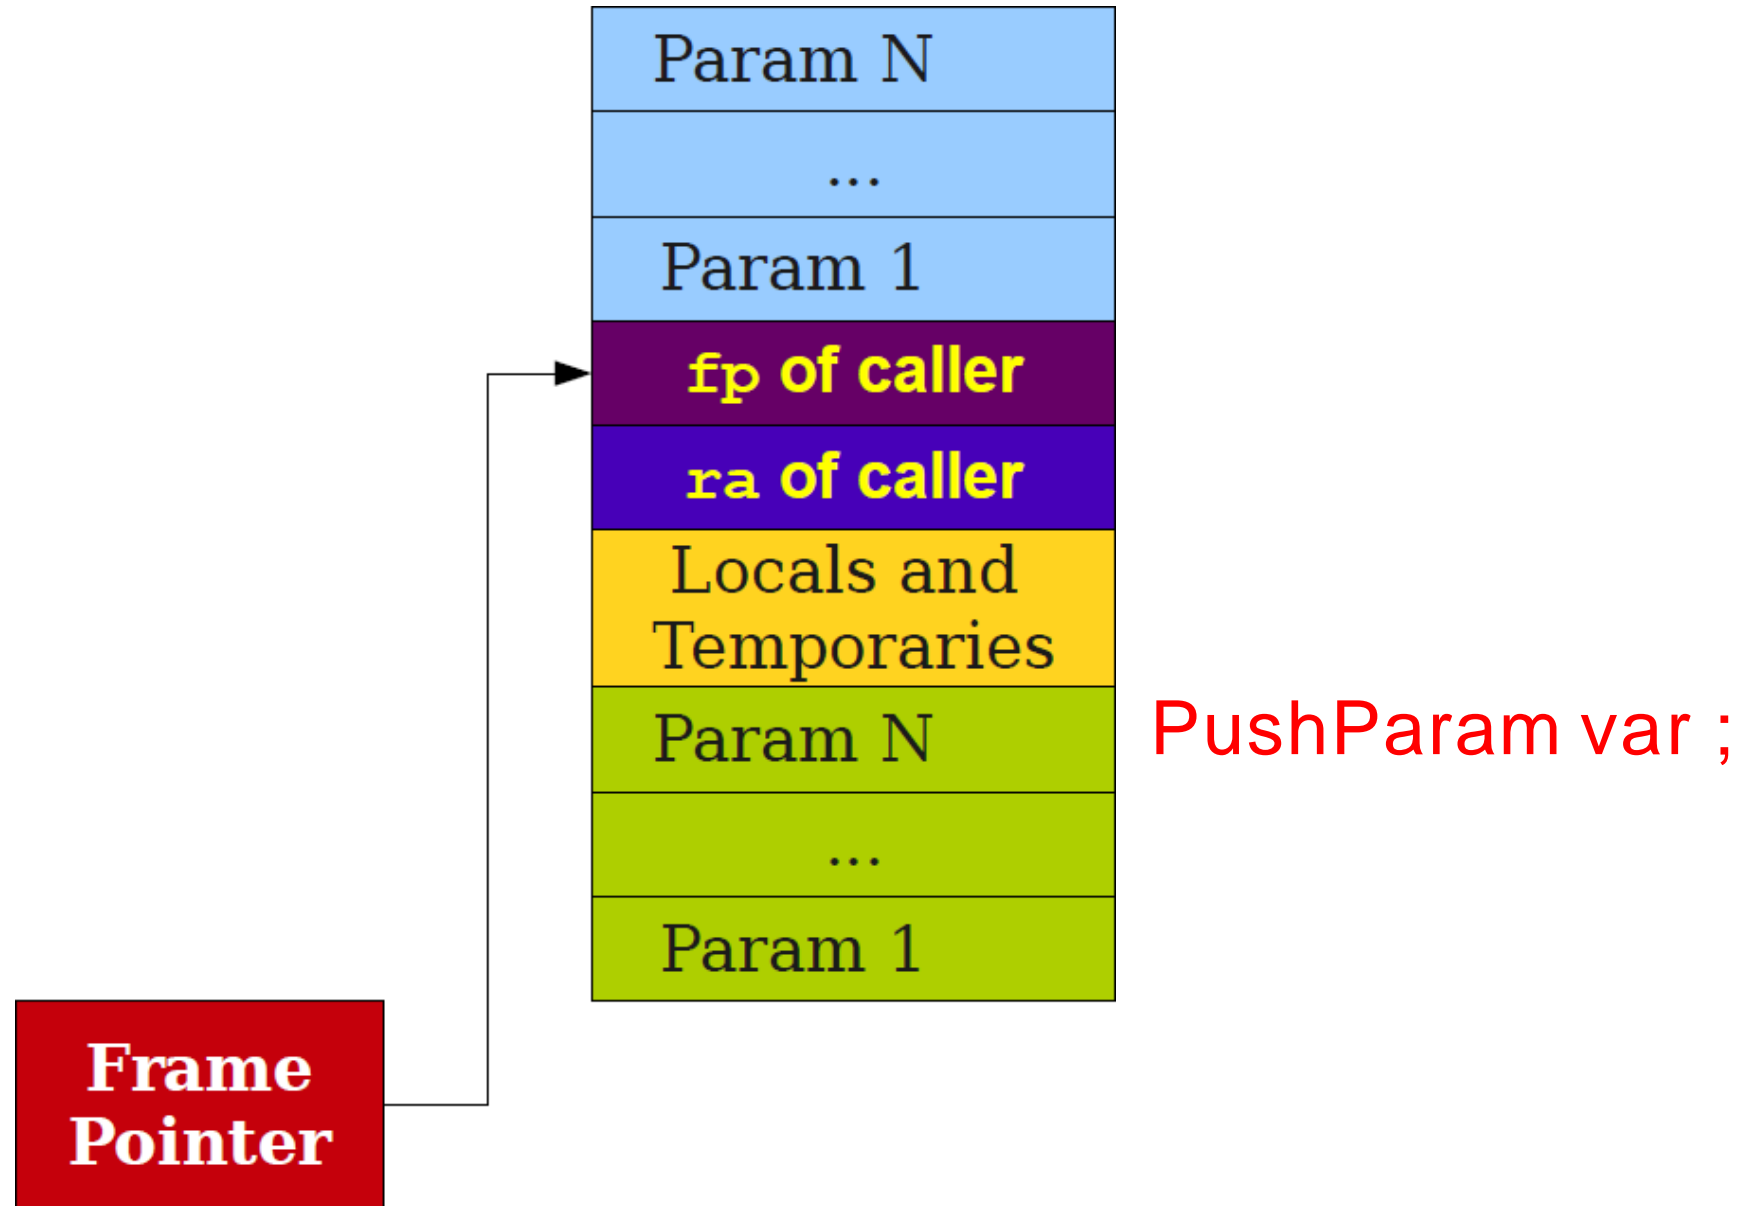 Param N
...
Param 1
fp of caller
ra of caller
Locals and
Temporaries
Param N
PushParam var ;
...
Param 1
Frame
Pointer